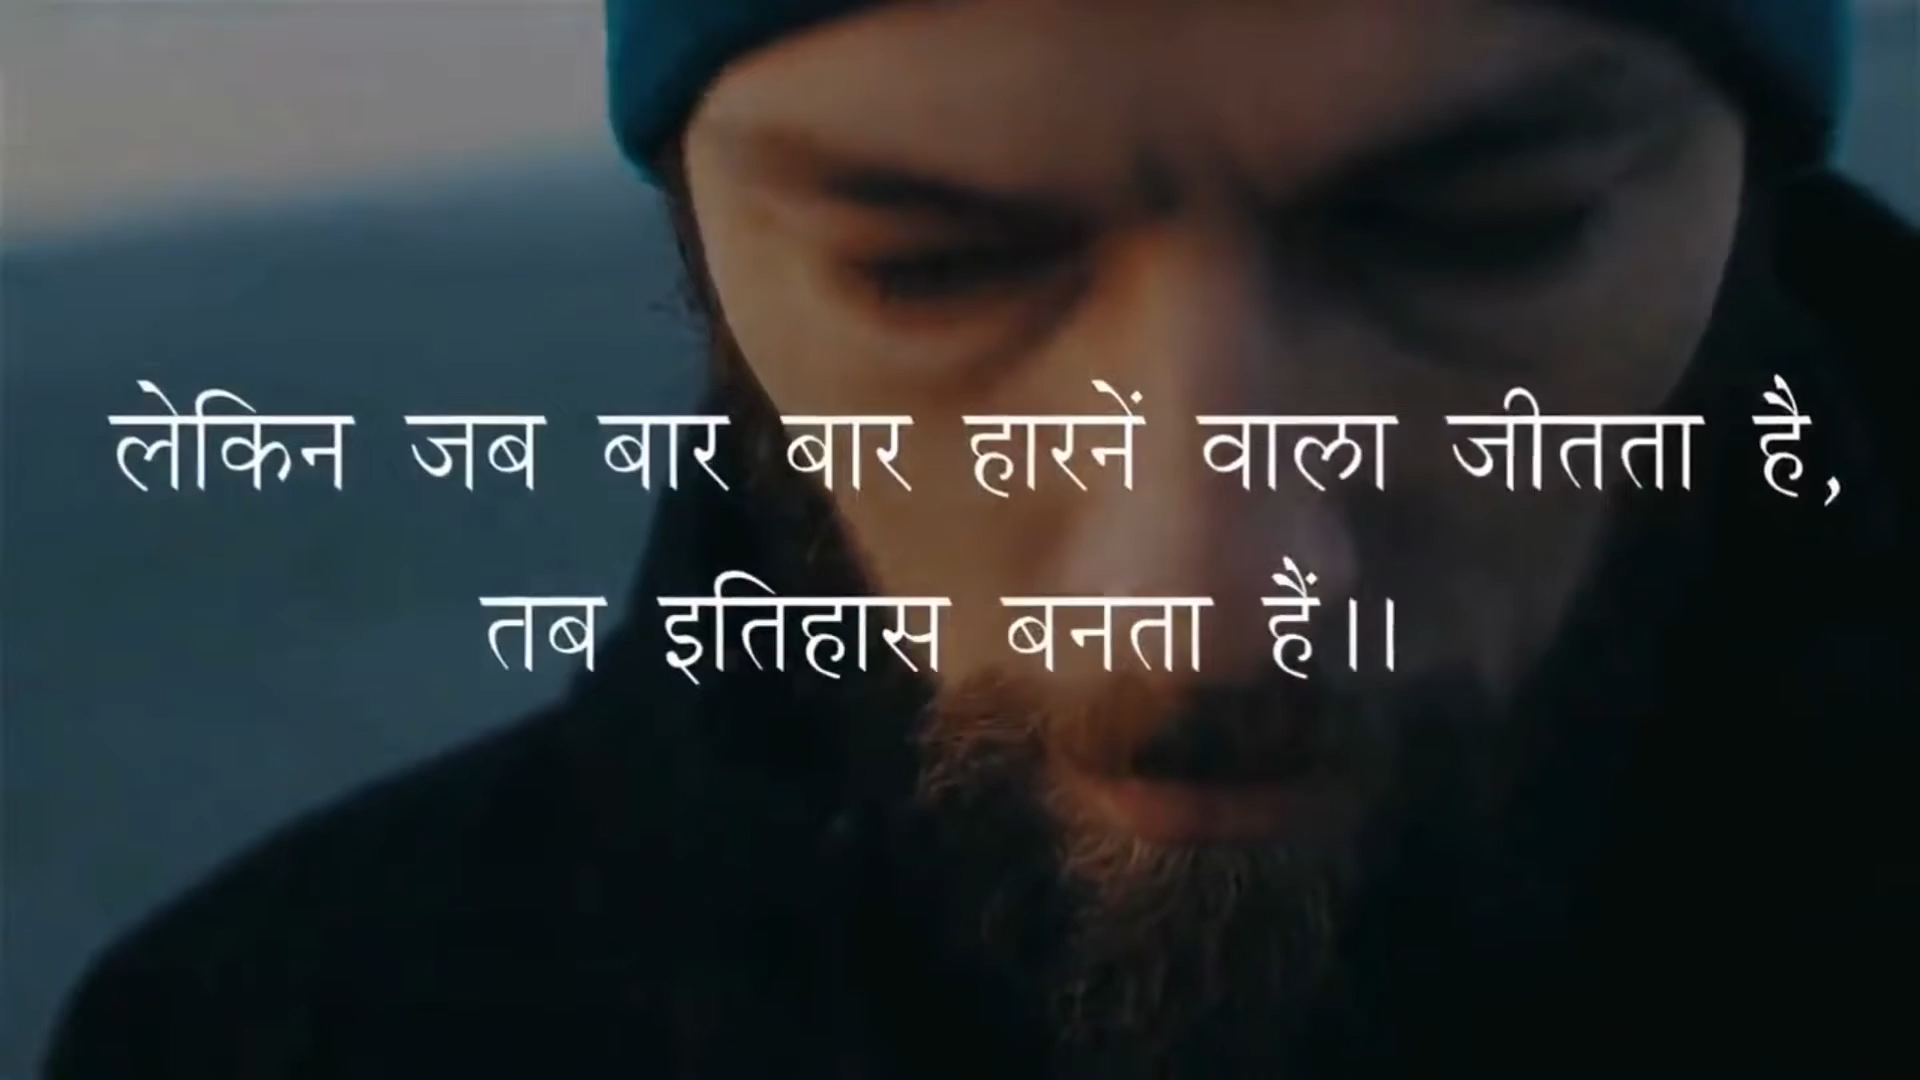 लेकिन जब बार बार हारनें वाला जीतता है,
तब इतिहास बनता हैं।।